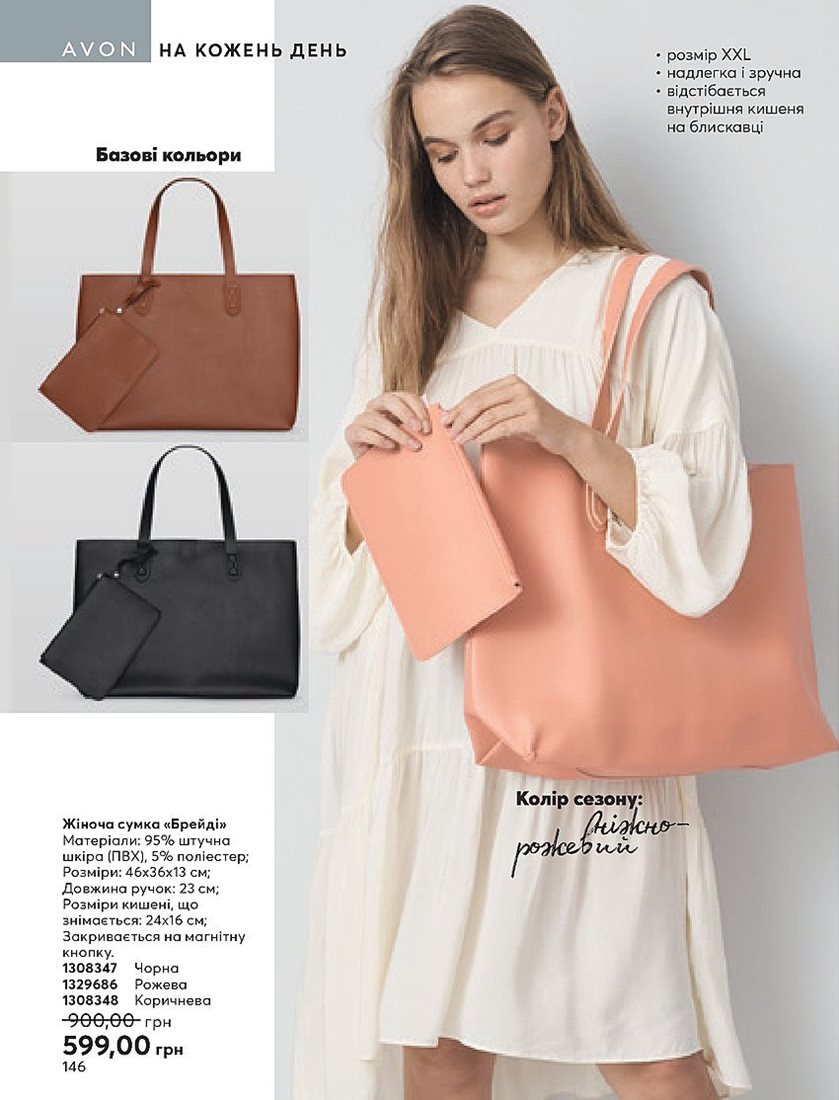 AVON НА КОЖЕН ДЕНЬ
• розмір XXL
• надлегка і зручна
• відстібається
внутрішня кишеня
на блискавці
Базові кольори
Колір сезону:
ніжно-
рожевий
Жіноча сумка «Брейді»
Матеріали: 95% штучна
шкіра (ПВХ), 5% поліестер;
Розміри: 46х36х13 см;
Довжина ручок: 23 см;
Розміри кишені, що
знімається: 24х16 см;
Закривається на магнітну
кнопку.
1308347 Чорна
1329686 Рожева
1308348 Коричнева
900,00 грн
599,00 грн
146